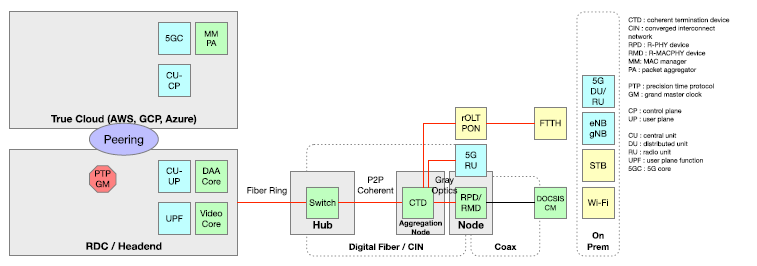 5GC
MM
PA
CU-
CP
True Cloud (AWS, GCP, Azure)
Peering
PTP
GM
CU-
UP
DAA
Core
UPF
Video
Core
RDC / Headend
Fiber Ring
Switch
Hub
P2P
Coherent
CTD
Aggregation
Node
Gray
Optics
rOLT
PON
FTTH
5G
RU
RPD/
RMD
Node
DOCSIS
CM
Digital Fiber / CIN
Coax
5G
DU/
RU
eNB
gNB
STB
Wi-Fi
On
Prem
CTD : coherent termination device
CIN : converged interconnect
network
RPD : R-PHY device
RMD : R-MACPHY device
MM: MAC manager
PA : packet aggregator
PTP : precision time protocol
GM : grand master clock
CP : control plane
UP : user plane
CU : central unit
DU : distributed unit
RU : radio unit
UPF : user plane function
5GC : 5G core